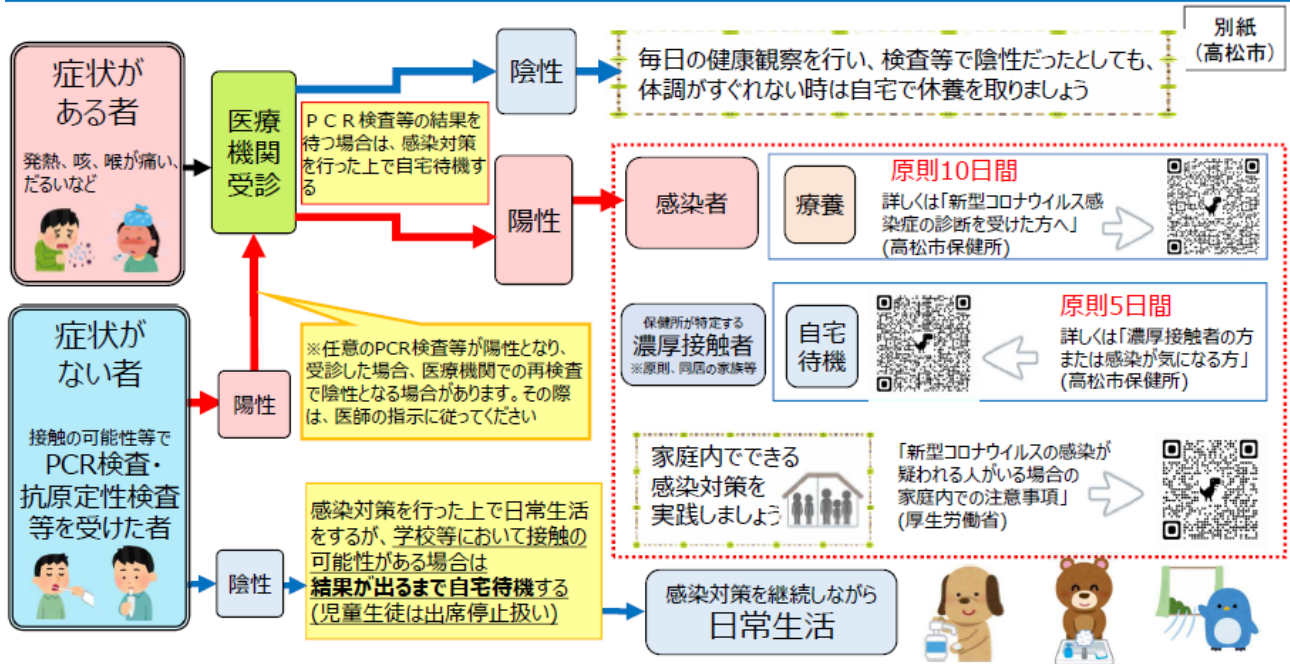 別紙
(高松市)
症状が
ある者
発熱、咳、喉が痛い、
だるいなど
医療
機関
受診
陰性
毎日の健康観察を行い、検査等で陰性だったとしても、
体調がすぐれない時は自宅で休養を取りましょう
PCR検査等の結果を
待つ場合は、感染対策
を行った上で自宅待機す
る
陽性
感染者
療養
原則10日間
詳しくは「新型コロナウイルス感
染症の診断を受けた方へ」
(高松市保健所)
保健所が特定する
濃厚接触者
※原則、同居の家族等
自宅
待機
原則5日間
詳しくは「濃厚接触者の方
または感染が気になる方」
(高松市保健所)
家庭内でできる
感染対策を
実践しましょう
「新型コロナウイルスの感染が
疑われる人がいる場合の
家庭内での注意事項」
(厚生労働省)
症状が
ない者
接触の可能性等で
PCR検査・
抗原定性検査
等を受けた者
陽性
※任意のPCR検査等が陽性となり、
受診した場合、医療機関での再検査
で陰性となる場合があります。その際
は、医師の指示に従ってください
陰性
感染対策を行った上で日常生活
をするが、学校等において接触の
可能性がある場合は
結果が出るまで自宅待機する
(児童生徒は出席停止扱い)
感染対策を継続しながら
日常生活